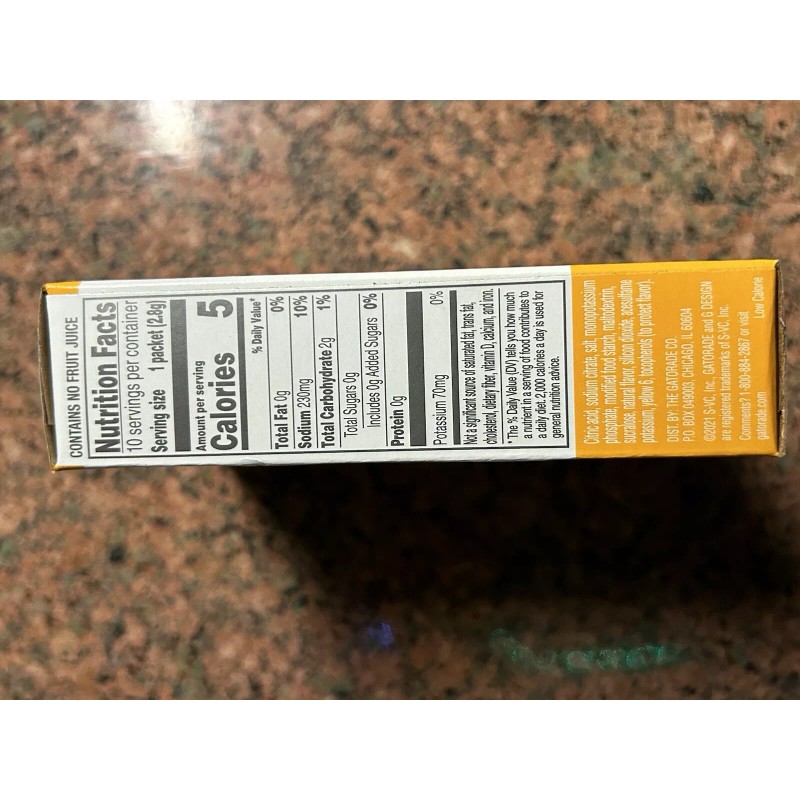 CONTAINS NO FRUIT JUICE
Nutrition Facts
10 servings per container
Serving size 1 packet (2.8g)
Amount per serving
Calories 5
% Daily Value*
Total Fat 0g 0%
Sodium 230mg 10%
Total Carbohydrate 2g 1%
Total Sugars 0g
Includes 0g Added Sugars 0%
Protein 0g
Potassium 70mg 0%
Not a significant source of saturated fat, trans fat,
cholesterol, dietary fiber, vitamin D, calcium, and iron.
* The % Daily Value (DV) tells you how much
a nutrient in a serving of food contributes to
a daily diet. 2,000 calories a day is used for
general nutrition advice.
Citric acid, sodium citrate, salt, monopotassium
phosphate, modified food starch, maltodextrin,
sucralose, natural flavor, silicon dioxide, acesulfame
potassium, yellow 6, tocopherols (to protect flavor).
DIST. BY: THE GATORADE CO.
P.O. BOX 049003, CHICAGO, IL 60604
©2021 S-VC, Inc. GATORADE and G DESIGN
are registered trademarks of S-VC, Inc.
Comments? 1-800-884-2867 or visit
gatorade.com Low Calorie